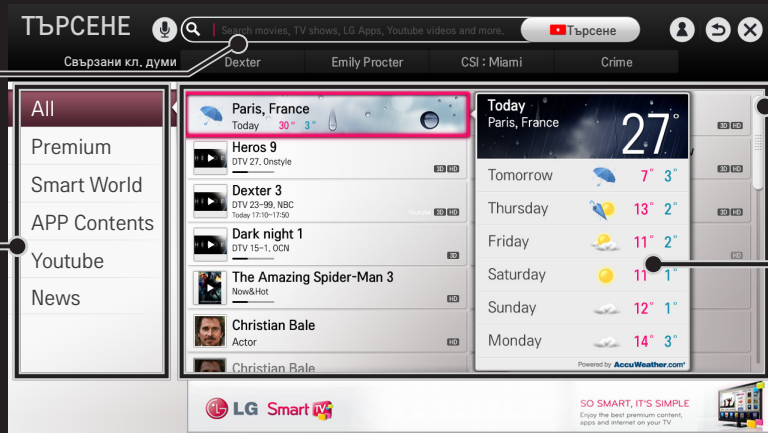 ТЪРСЕНЕ
Search movies, TV shows, LG Apps, Youtube videos and more.
Търсене
Свързани кл. думи
Dexter
Emily Procter
CSI : Miami
Crime
All
Premium
Smart World
APP Contents
Youtube
News
Paris, France
Today 30° 3°
Heros 9
DTV 27, Onstyle
3D HD
Dexter 3
DTV 23-99, NBC
Today 17:10~17:50
Youtube 3D HD
Dark night 1
DTV 15-1, OCN
3D
The Amazing Spider-Man 3
Now&Hot
HD
Christian Bale
Actor
HD
Christian Bale
Today
Paris, France
27°
Tomorrow 7° 3°
Thursday 13° 2°
Friday 11° 2°
Saturday 11° 1°
Sunday 12° 1°
Monday 14° 3°
Powered by AccuWeather.com®
3D HD
3D HD
3D HD
HD
LG Smart TV
SO SMART, IT'S SIMPLE
Enjoy the best premium content,
apps and internet on your TV